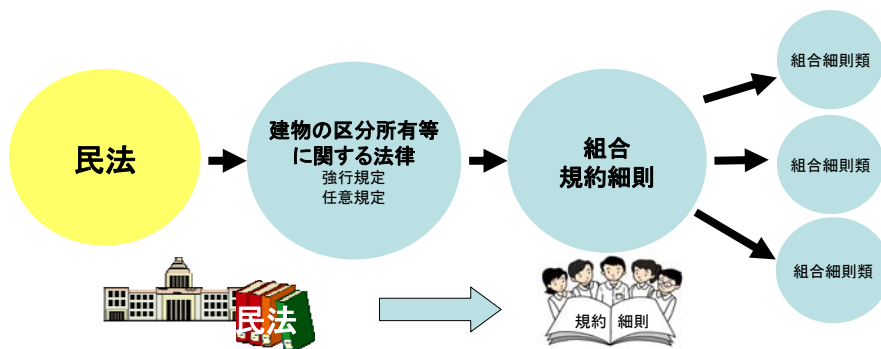 民法
建物の区分所有等
に関する法律
強行規定
任意規定
組合
規約細則
組合細則類
組合細則類
組合細則類
民法
規約 細則